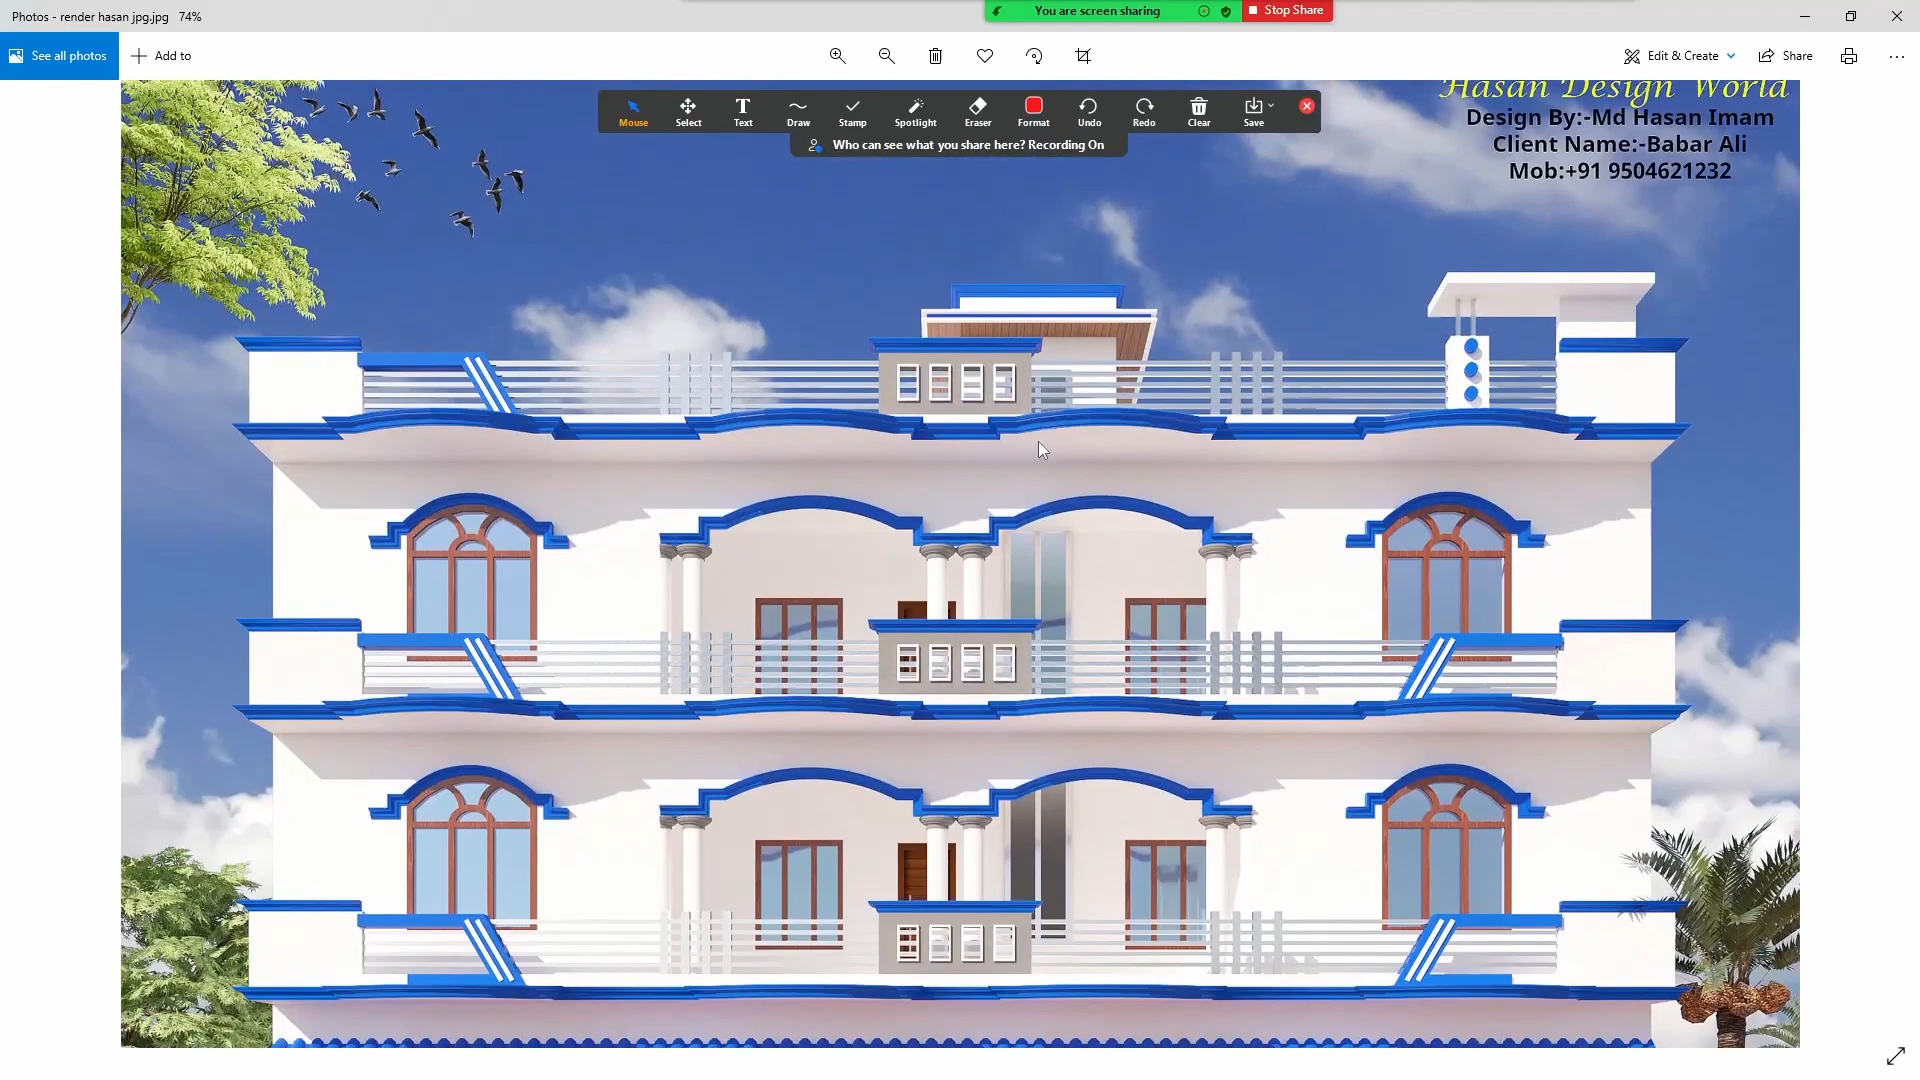 Photos - render hasan jpg.jpg 74%
You are screen sharing
Stop Share
See all photos
Add to
Edit & Create
Share
Mouse
Select
Text
Draw
Stamp
Spotlight
Eraser
Format
Undo
Redo
Clear
Save
Who can see what you share here? Recording On
Hasan Design World
Design By:-Md Hasan Imam
Client Name:-Babar Ali
Mob:+91 9504621232